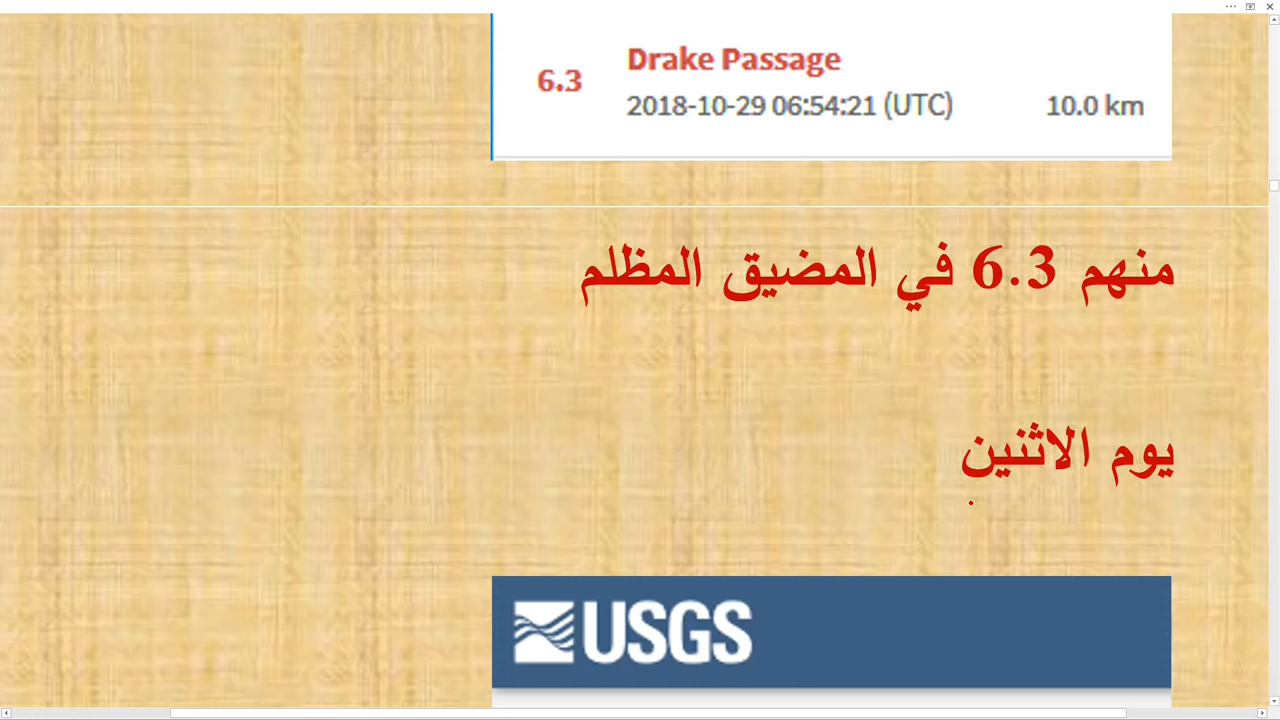 6.3 Drake Passage
2018-10-29 06:54:21 (UTC) 10.0 km
منهم 6.3 في المضيق المظلم
يوم الاثنين
USGS